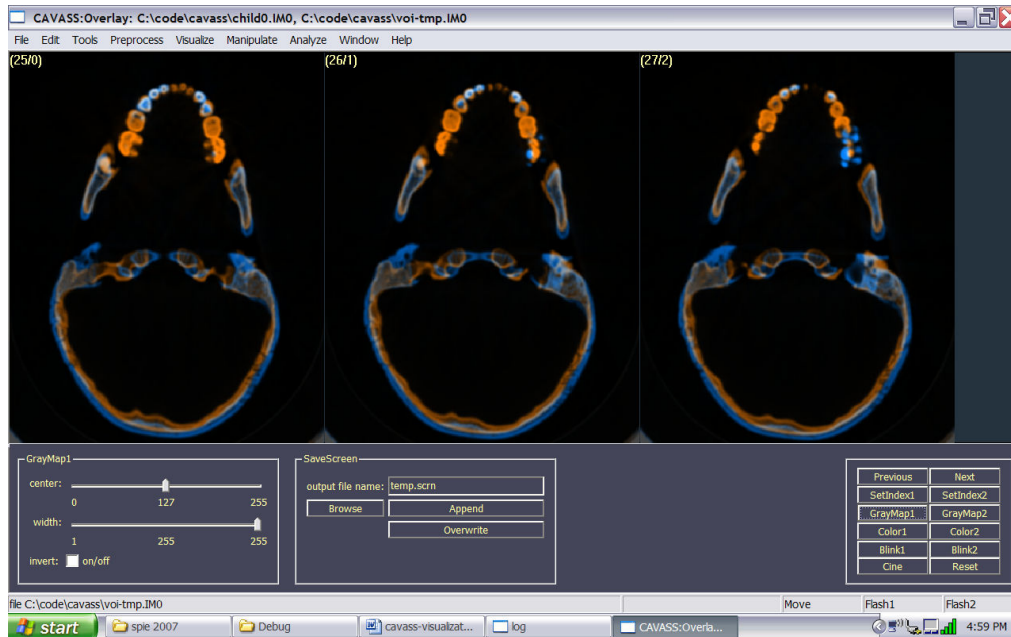 CAVASS:Overlay: C:\code\cavass\child0.IM0, C:\code\cavass\voi-tmp.IM0
File Edit Tools Preprocess Visualize Manipulate Analyze Window Help
(25/0) (26/1) (27/2)
GrayMap1
center:
0 127 255
width:
1 255 255
invert: on/off
SaveScreen
output file name: temp.scrn
Browse Append
Overwrite
Previous Next
SetIndex1 SetIndex2
GrayMap1 GrayMap2
Color1 Color2
Blink1 Blink2
Cine Reset
file C:\code\cavass\voi-tmp.IM0 Move Flash1 Flash2
start spie 2007 Debug cavass-visualizat... log CAVASS:Overla... 4:59 PM